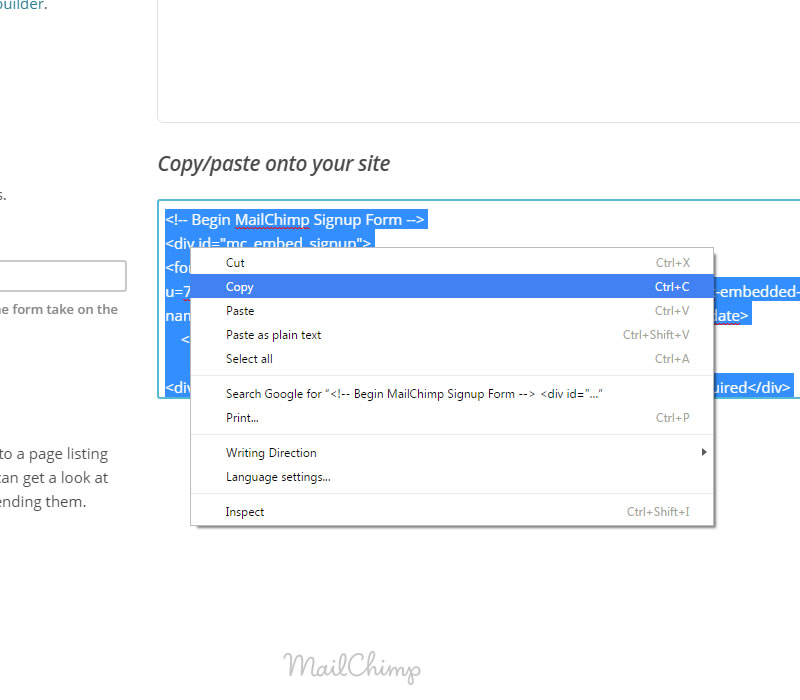 builder.
Copy/paste onto your site
s.
<!-- Begin MailChimp Signup Form -->
<div id="mc_embed_signup">
<for
u=7 -embedded-
nam date>
<
<div uired</div>
e form take on the
Cut Ctrl+X
Copy Ctrl+C
Paste Ctrl+V
Paste as plain text Ctrl+Shift+V
Select all Ctrl+A
Search Google for “<!-- Begin MailChimp Signup Form --> <div id="...”
Print... Ctrl+P
Writing Direction
Language settings...
Inspect Ctrl+Shift+I
to a page listing
can get a look at
ending them.
MailChimp